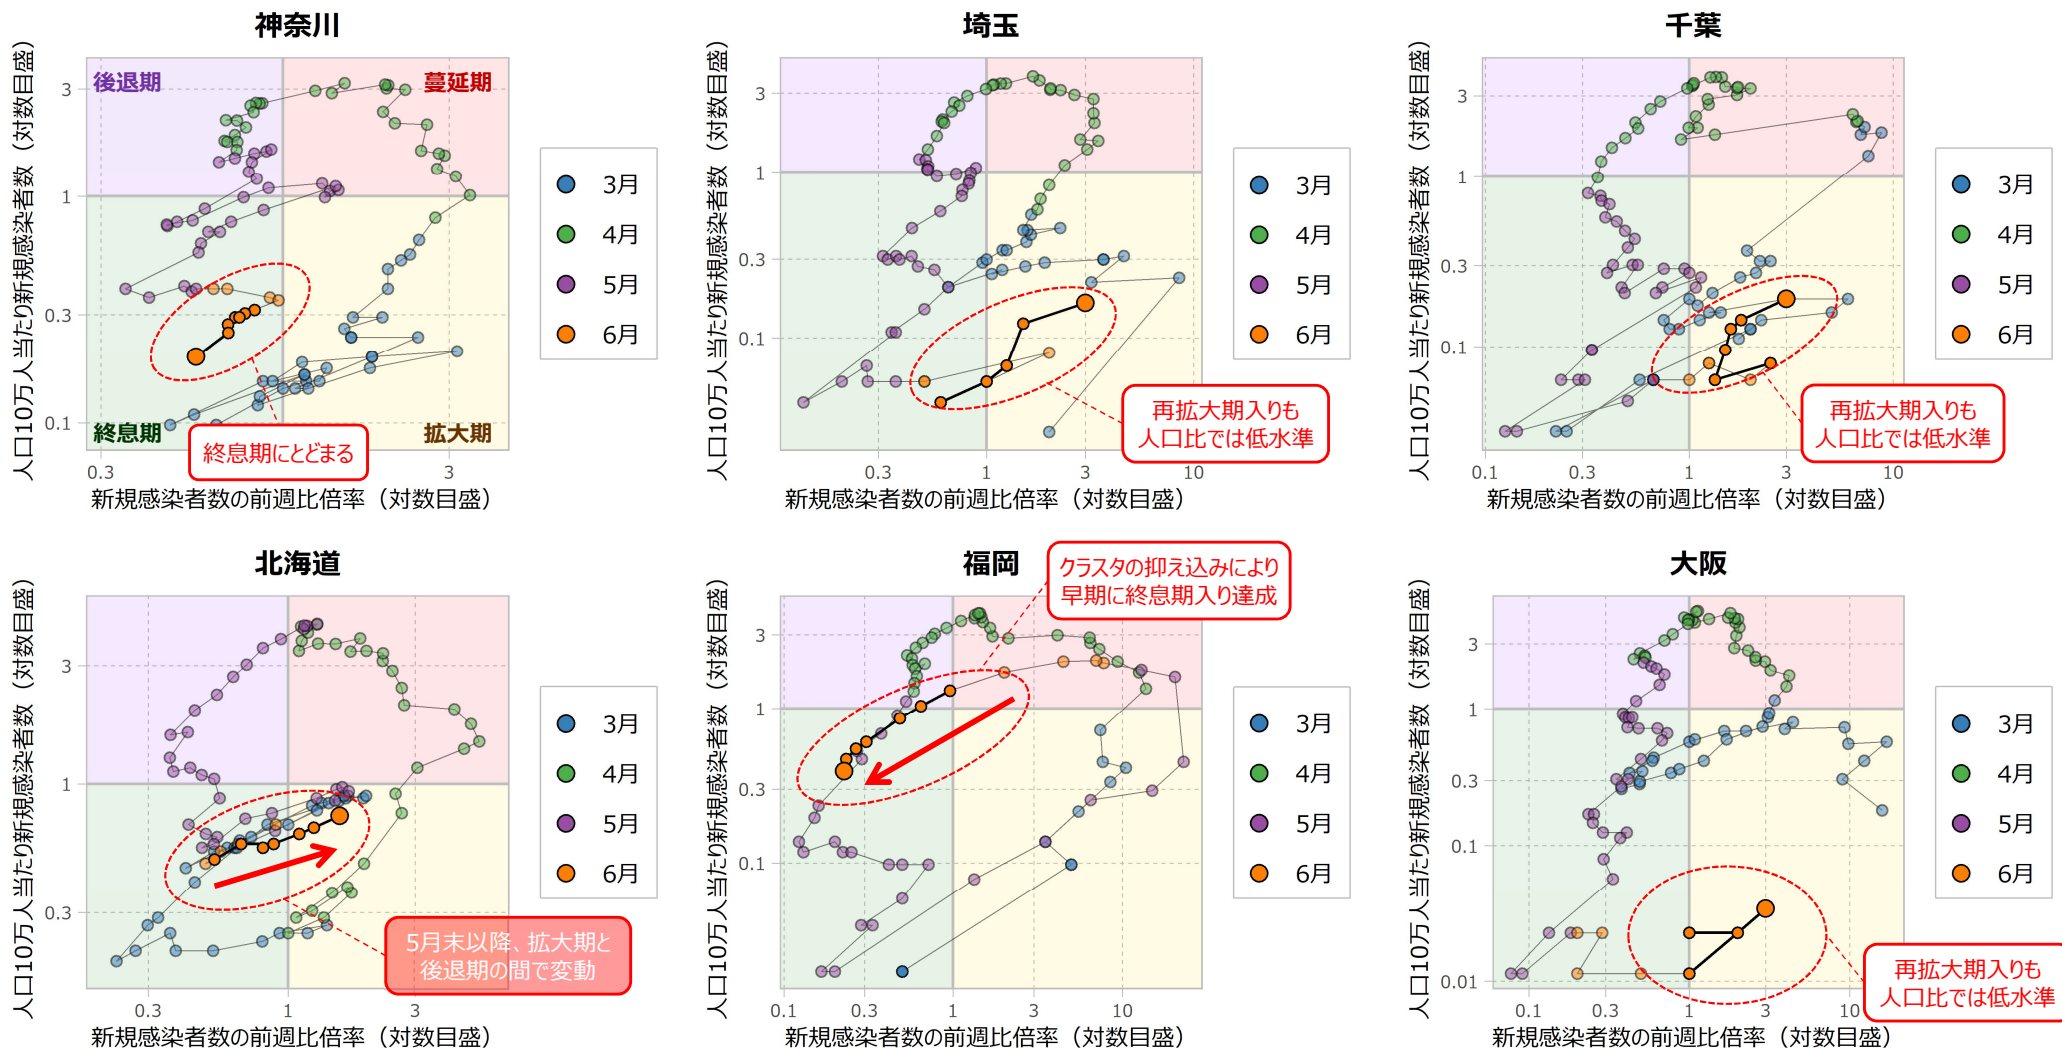 神奈川
人口10万人当たり新規感染者数（対数目盛）
後退期
蔓延期
終息期
拡大期
3
1
0.3
0.1
0.3
3
終息期にとどまる
新規感染者数の前週比倍率（対数目盛）
3月
4月
5月
6月
埼玉
人口10万人当たり新規感染者数（対数目盛）
3
1
0.3
0.1
0.3
1
3
10
再拡大期入りも
人口比では低水準
新規感染者数の前週比倍率（対数目盛）
3月
4月
5月
6月
千葉
人口10万人当たり新規感染者数（対数目盛）
3
1
0.3
0.1
0.1
0.3
1
3
10
再拡大期入りも
人口比では低水準
新規感染者数の前週比倍率（対数目盛）
3月
4月
5月
6月
北海道
人口10万人当たり新規感染者数（対数目盛）
3
1
0.3
0.3
1
3
5月末以降、拡大期と
後退期の間で変動
新規感染者数の前週比倍率（対数目盛）
3月
4月
5月
6月
福岡
クラスタの抑え込みにより
早期に終息期入り達成
人口10万人当たり新規感染者数（対数目盛）
3
1
0.3
0.1
0.1
0.3
1
3
10
新規感染者数の前週比倍率（対数目盛）
3月
4月
5月
6月
大阪
人口10万人当たり新規感染者数（対数目盛）
3
1
0.3
0.1
0.01
0.1
0.3
1
3
10
再拡大期入りも
人口比では低水準
新規感染者数の前週比倍率（対数目盛）
3月
4月
5月
6月